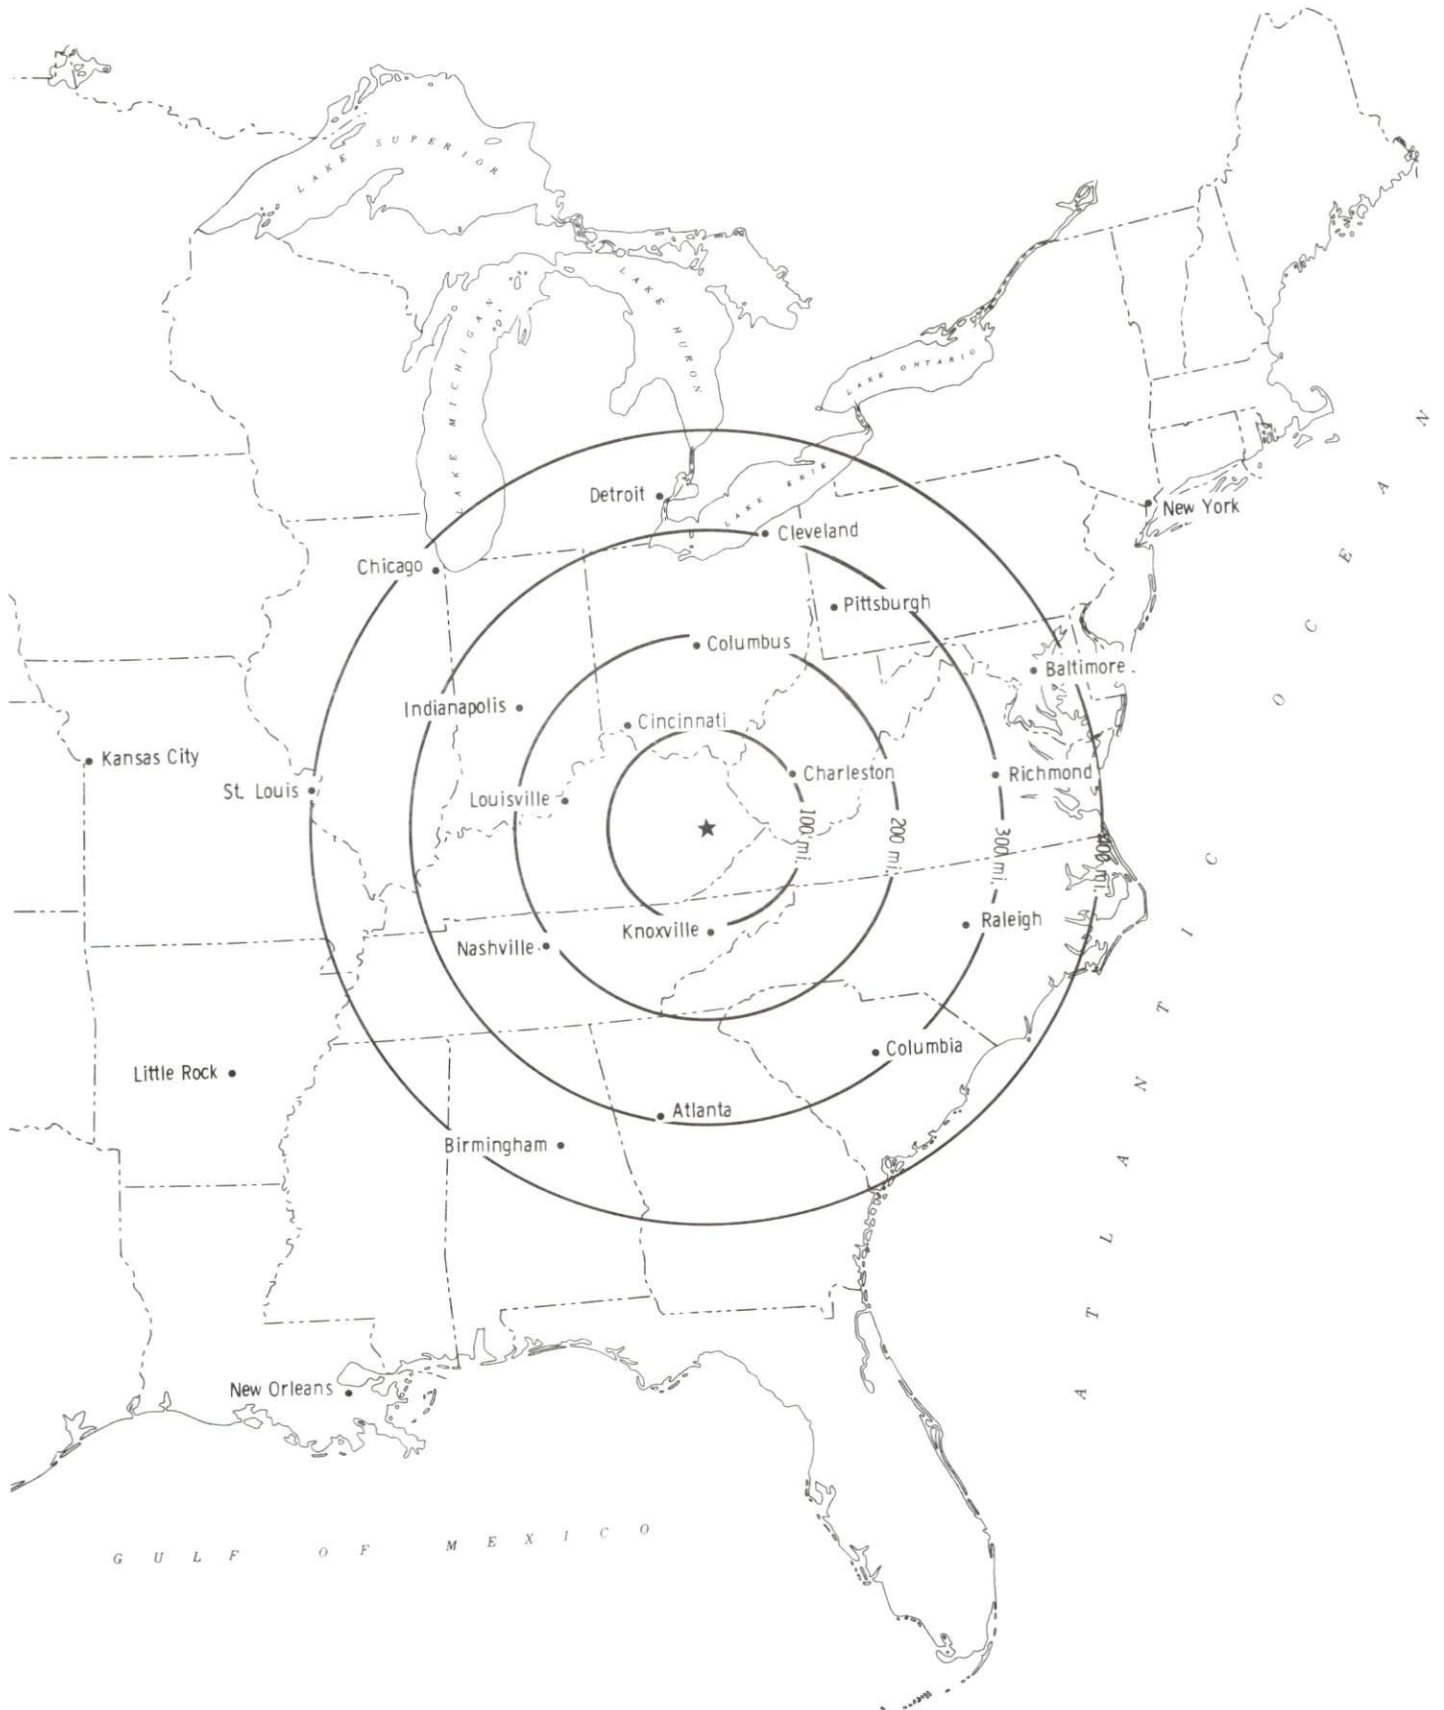 LAKE SUPERIOR
LAKE MICHIGAN
LAKE HURON
LAKE ONTARIO
LAKE ERIE
Detroit
New York
Cleveland
Chicago
Pittsburgh
Columbus
Baltimore
Indianapolis
Cincinnati
Kansas City
Charleston
Richmond
St. Louis
Louisville
100 mi.
200 mi.
300 mi.
400 mi.
Raleigh
Knoxville
Nashville
Columbia
Little Rock
Atlanta
Birmingham
New Orleans
ATLANTIC OCEAN
GULF OF MEXICO